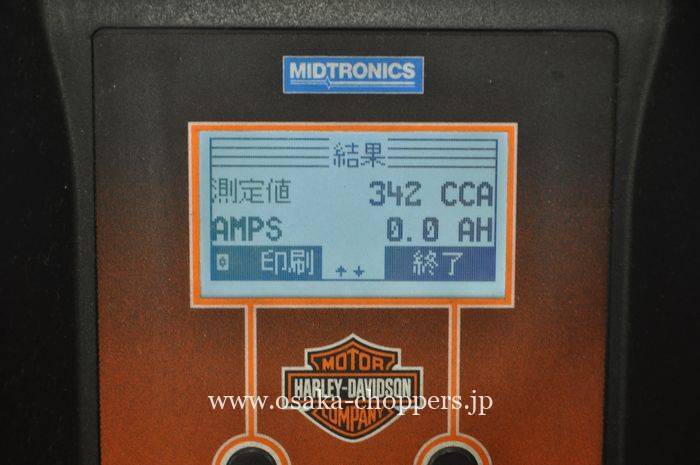 MIDTRONICS
結果
測定値 342 CCA
AMPS 0.0 AH
印刷 終了
MOTOR
HARLEY-DAVIDSON
COMPANY
www.osaka-choppers.jp